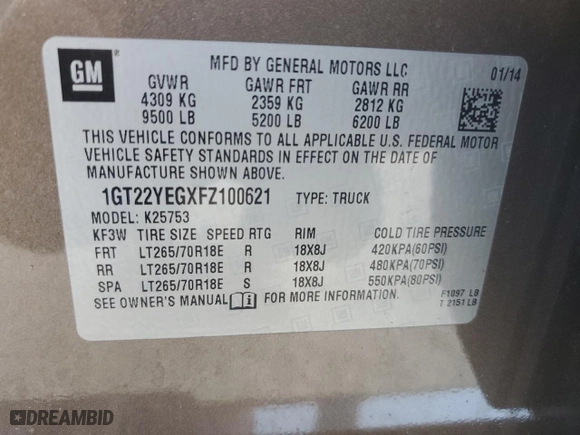 GM
MFD BY GENERAL MOTORS LLC 01/14
GVWR GAWR FRT GAWR RR
4309 KG 2359 KG 2812 KG
9500 LB 5200 LB 6200 LB
THIS VEHICLE CONFORMS TO ALL APPLICABLE U.S. FEDERAL MOTOR
VEHICLE SAFETY STANDARDS IN EFFECT ON THE DATE OF
MANUFACTURE SHOWN ABOVE.
1GT22YEGXFZ100621 TYPE: TRUCK
MODEL: K25753
KF3W TIRE SIZE SPEED RTG RIM COLD TIRE PRESSURE
FRT LT265/70R18E R 18X8J 420KPA(60PSI)
RR LT265/70R18E R 18X8J 480KPA(70PSI)
SPA LT265/70R18E S 18X8J 550KPA(80PSI)
SEE OWNER'S MANUAL i FOR MORE INFORMATION.
F1097 LB
T 2151 LB
DREAMBID